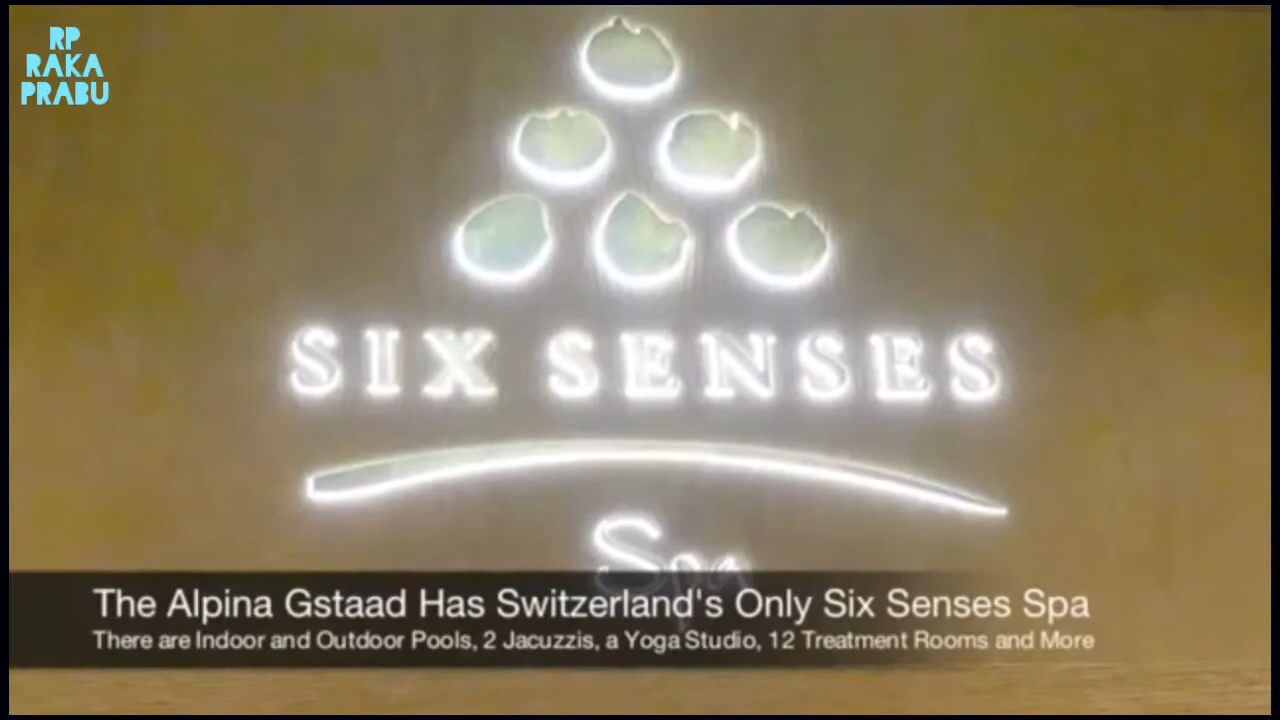 RP
RAKA
PRABU
SIX SENSES
Spa
The Alpina Gstaad Has Switzerland's Only Six Senses Spa
There are Indoor and Outdoor Pools, 2 Jacuzzis, a Yoga Studio, 12 Treatment Rooms and More